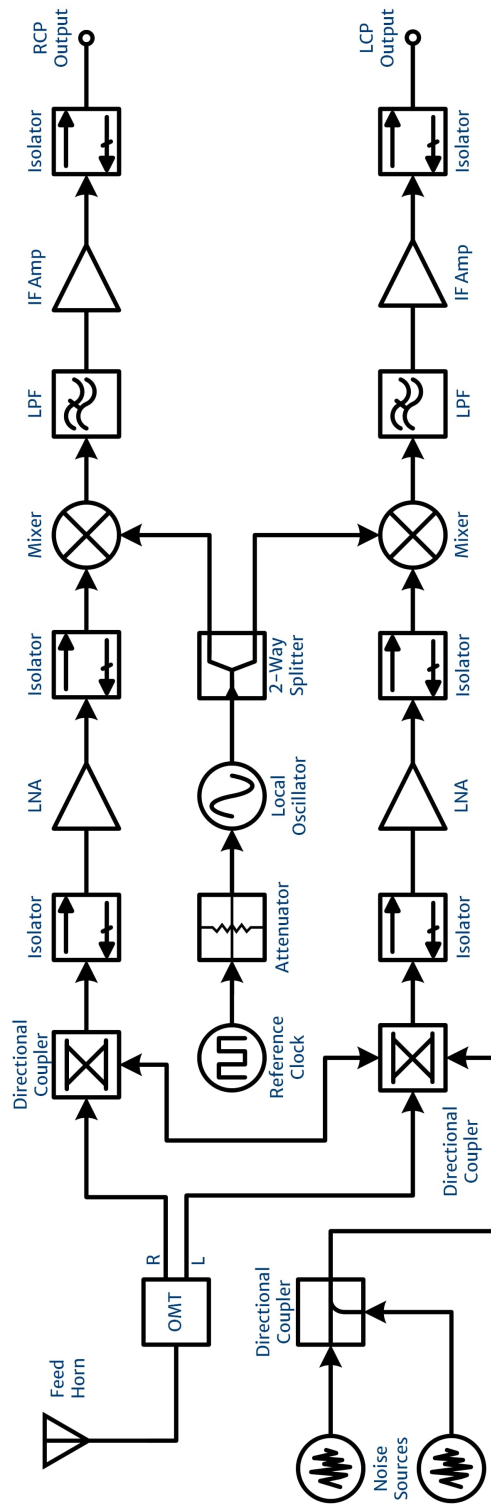 Feed
Horn
OMT
R
L
Directional
Coupler
Isolator
LNA
Isolator
Mixer
LPF
IF Amp
Isolator
RCP
Output
Reference
Clock
Attenuator
Local
Oscillator
2-Way
Splitter
Noise
Sources
Directional
Coupler
Directional
Coupler
Isolator
LNA
Isolator
Mixer
LPF
IF Amp
Isolator
LCP
Output